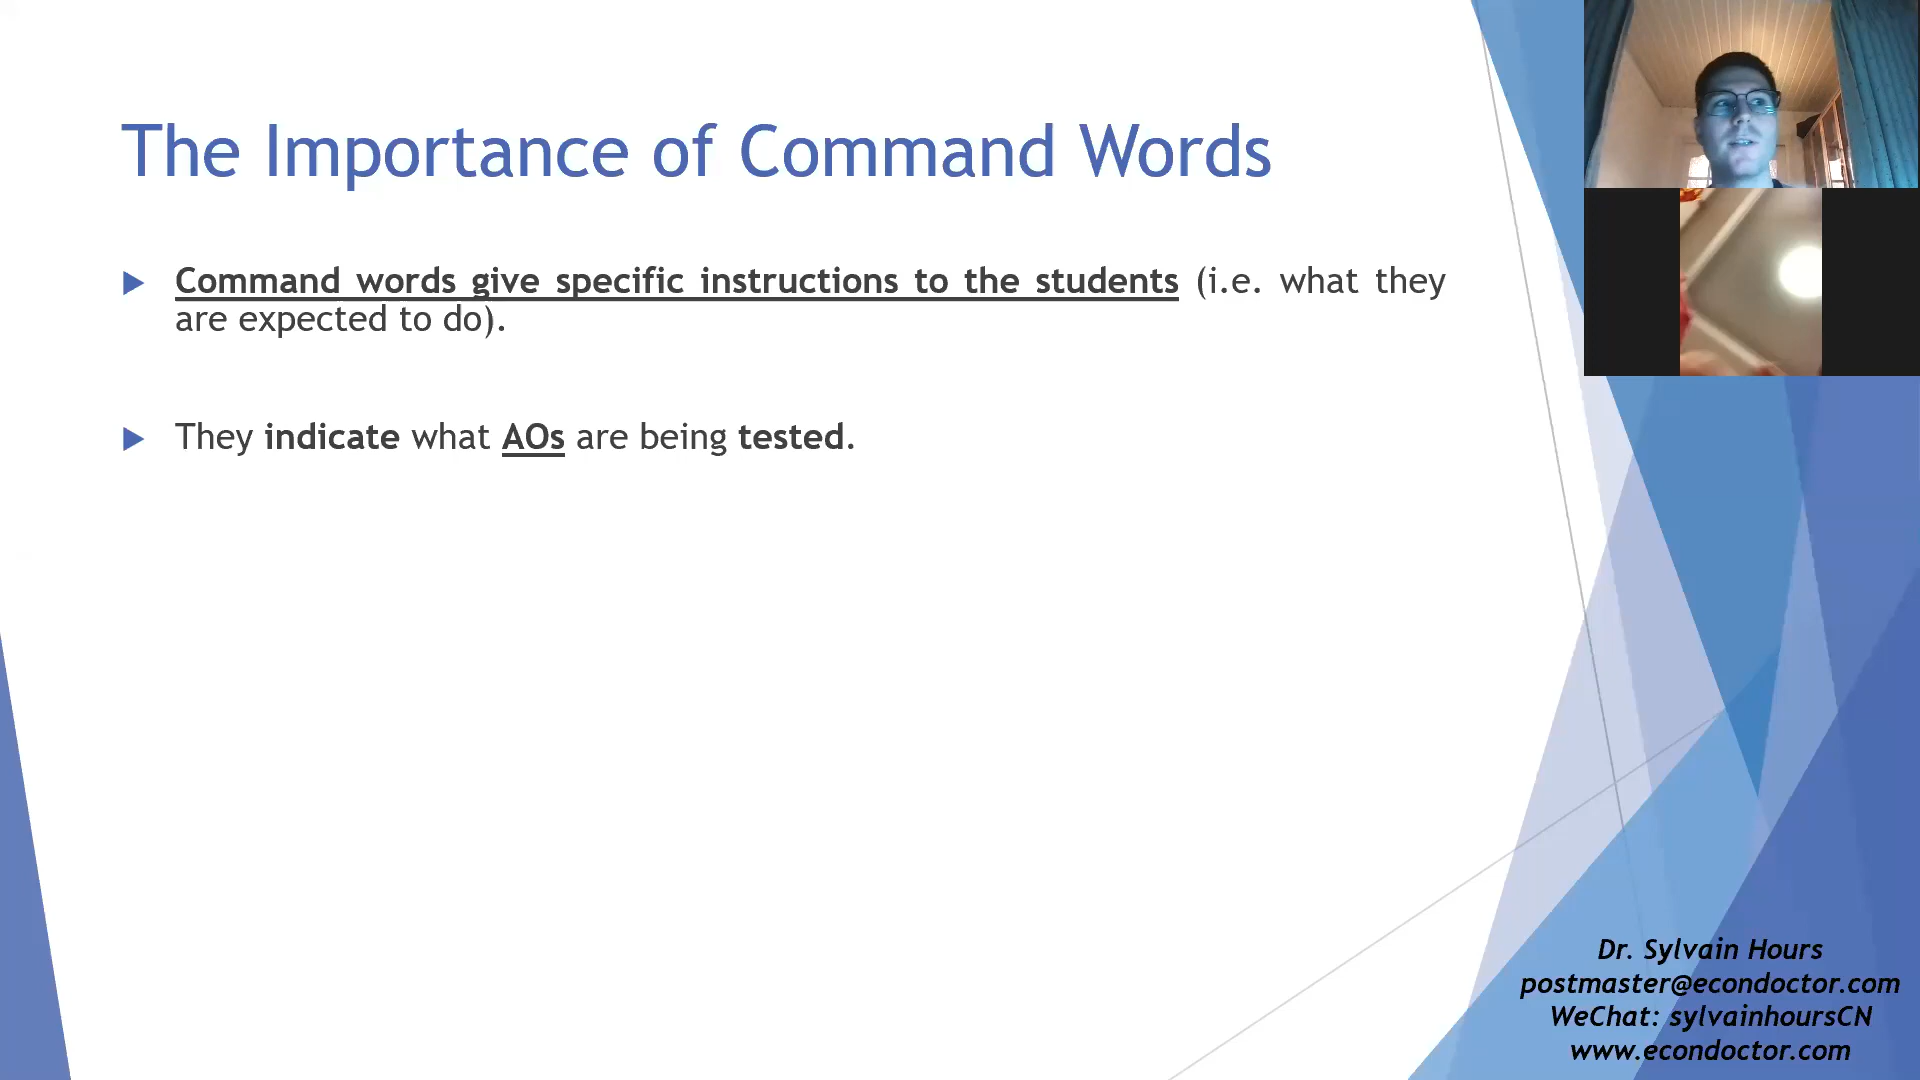 The Importance of Command Words
Command words give specific instructions to the students (i.e. what they
are expected to do).
They indicate what AOs are being tested.
Dr. Sylvain Hours
postmaster@econdoctor.com
WeChat: sylvainhoursCN
www.econdoctor.com